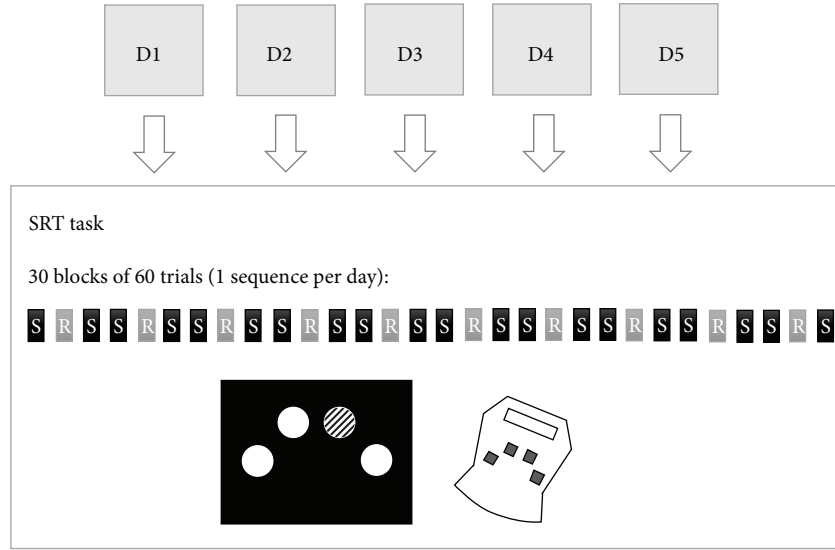 D1 D2 D3 D4 D5
SRT task
30 blocks of 60 trials (1 sequence per day):
S R S S R S S R S S R S S R S S R S S R S S R S S R S S R S